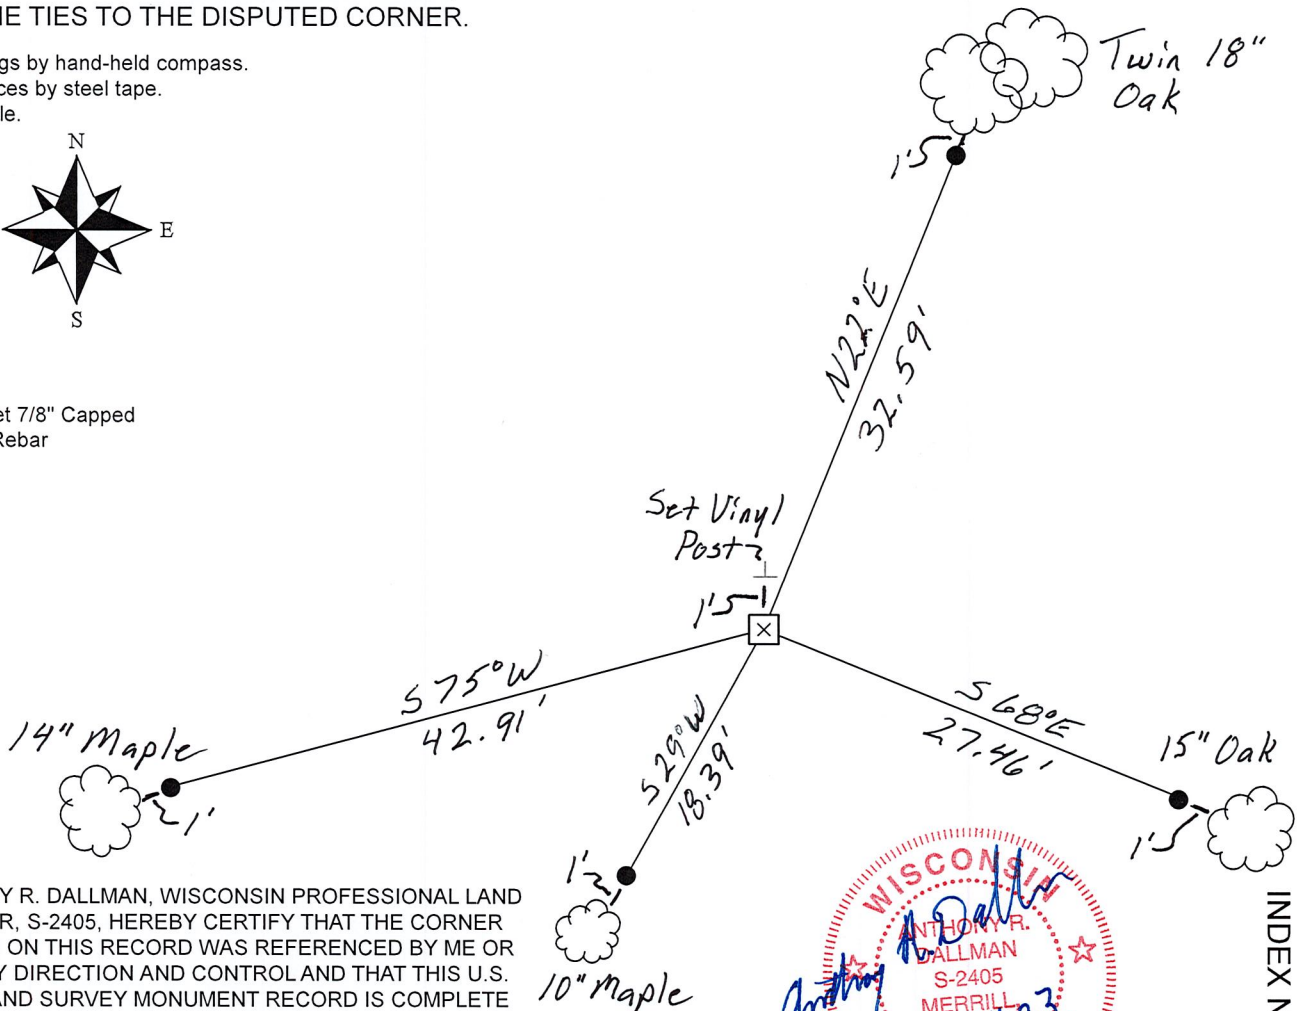 IE TIES TO THE DISPUTED CORNER.
gs by hand-held compass.
ces by steel tape.
le.
N
E
S
et 7/8" Capped
Rebar
Twin 18"
Oak
1'
N22°E
32.59'
Set Vinyl
Post
1'
S75°W
42.91'
14" Maple
1'
S29°W
18.39'
1'
10" Maple
S68°E
27.46'
15" Oak
1'
Y R. DALLMAN, WISCONSIN PROFESSIONAL LAND
R, S-2405, HEREBY CERTIFY THAT THE CORNER
ON THIS RECORD WAS REFERENCED BY ME OR
Y DIRECTION AND CONTROL AND THAT THIS U.S.
AND SURVEY MONUMENT RECORD IS COMPLETE
WISCONSIN
ANTHONY R.
DALLMAN
S-2405
MERRILL,
Anthony R. Dallman
INDEX N